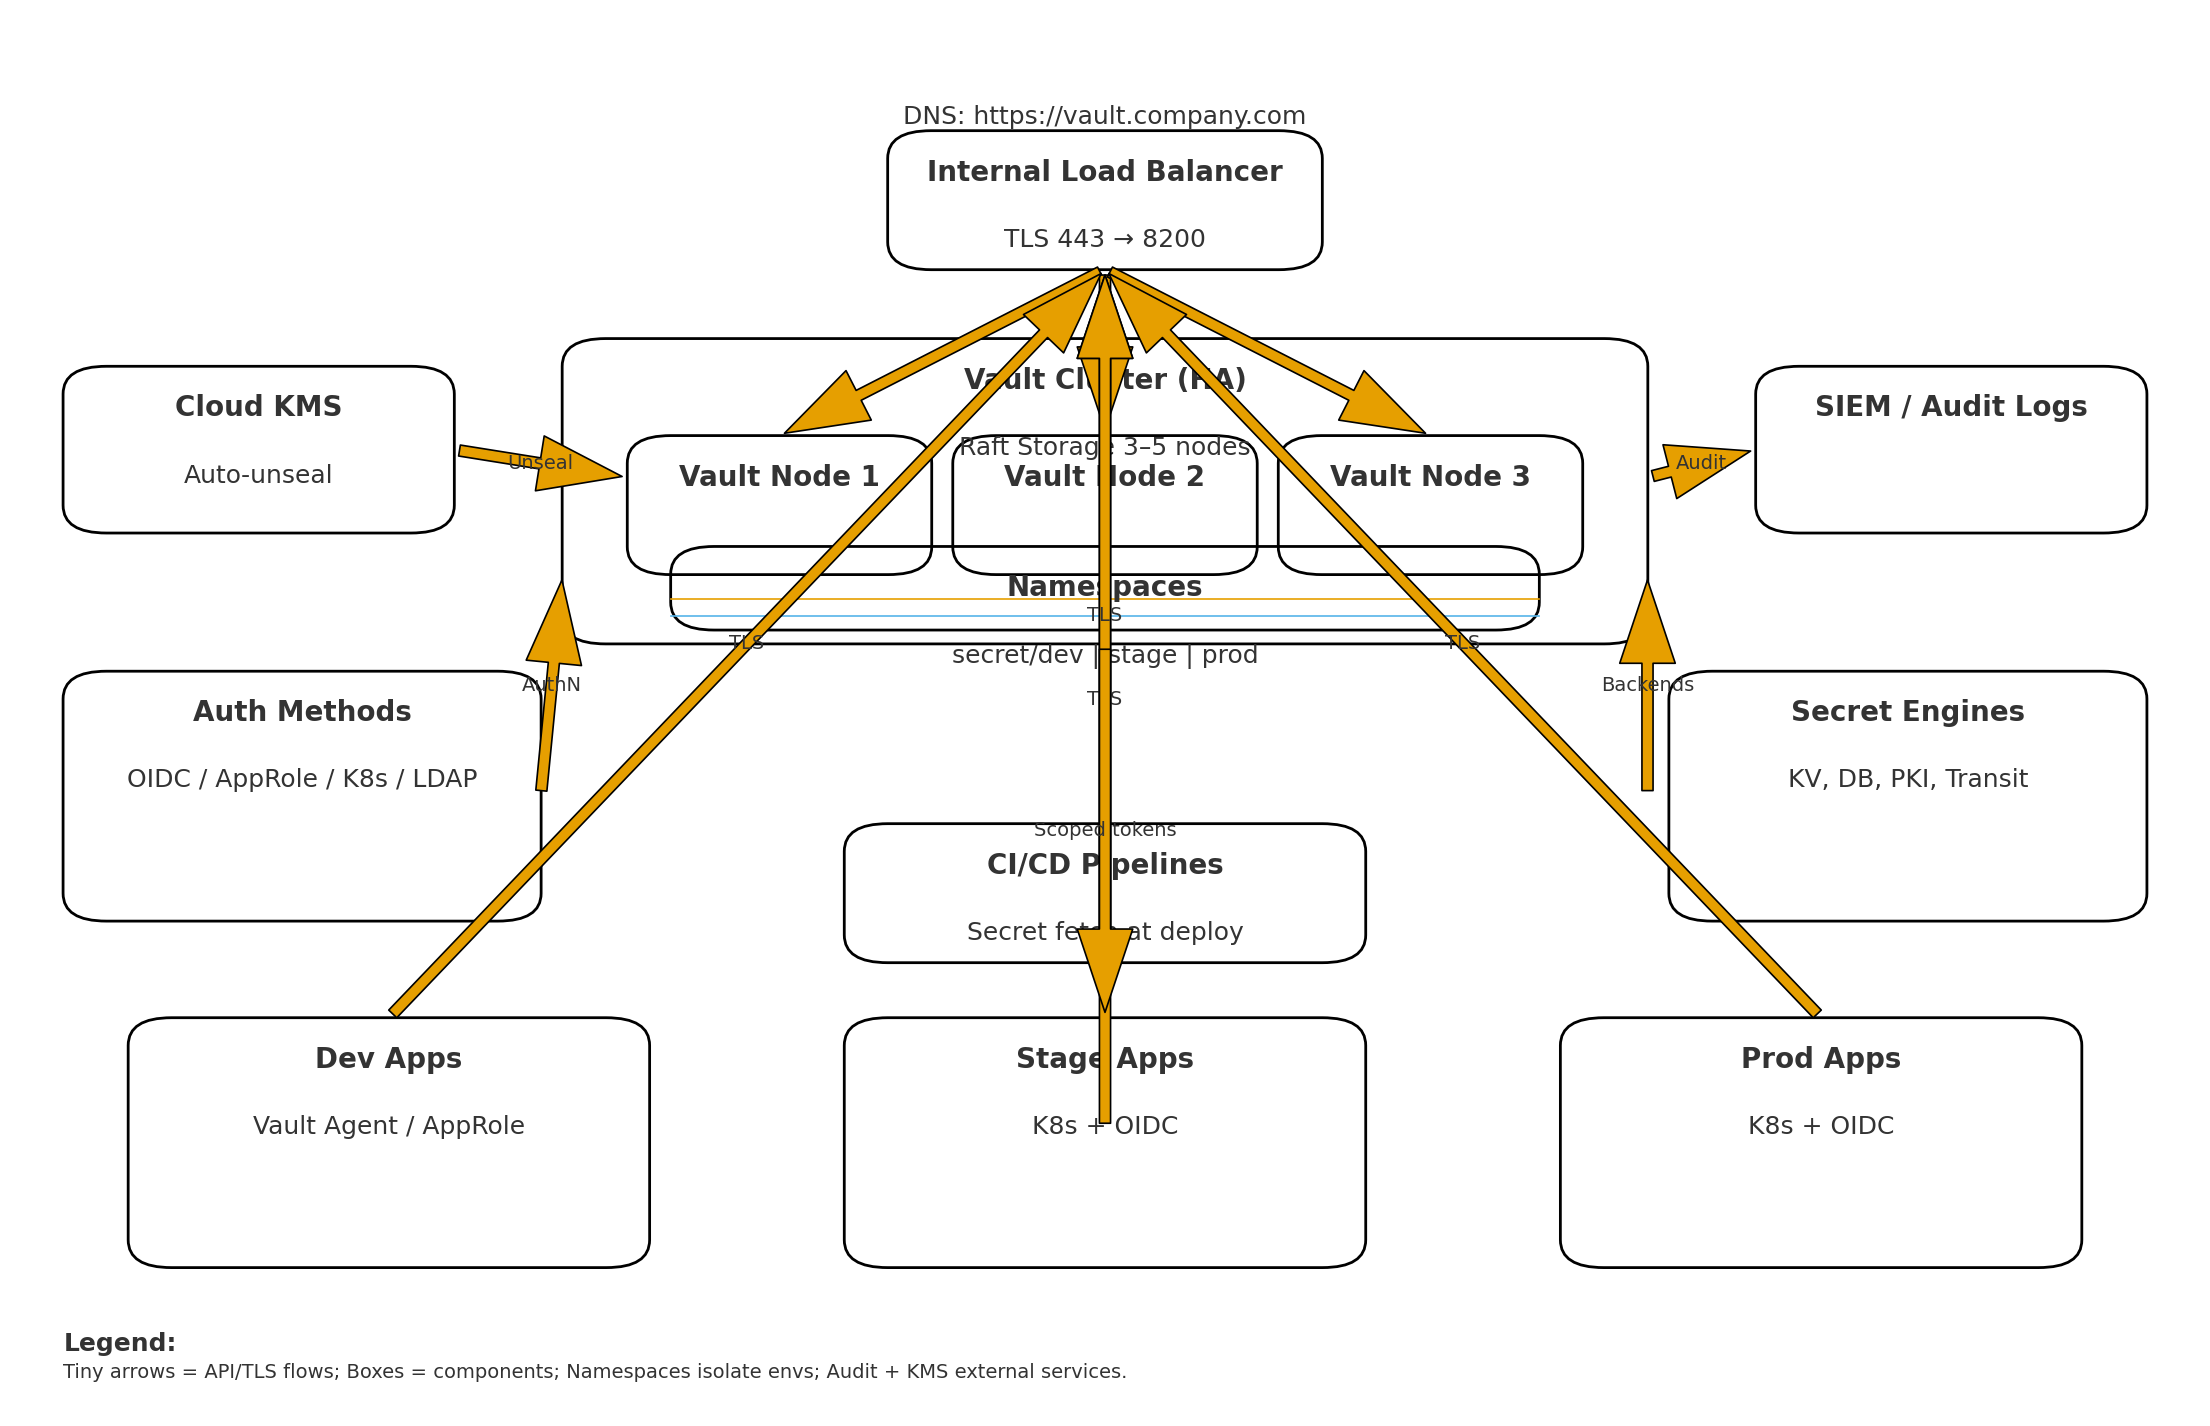 DNS: https://vault.company.com
Internal Load Balancer
TLS 443 → 8200
Vault Cluster (HA)
Raft Storage 3–5 nodes
Cloud KMS
Auto-unseal
Unseal
Vault Node 1
Vault Node 2
Vault Node 3
SIEM / Audit Logs
Audit
Namespaces
TLS
TLS
TLS
secret/dev | stage | prod
TLS
AuthN
Backends
Auth Methods
OIDC / AppRole / K8s / LDAP
Secret Engines
KV, DB, PKI, Transit
Scoped tokens
CI/CD Pipelines
Secret fetch at deploy
Dev Apps
Vault Agent / AppRole
Stage Apps
K8s + OIDC
Prod Apps
K8s + OIDC
Legend:
Tiny arrows = API/TLS flows; Boxes = components; Namespaces isolate envs; Audit + KMS external services.